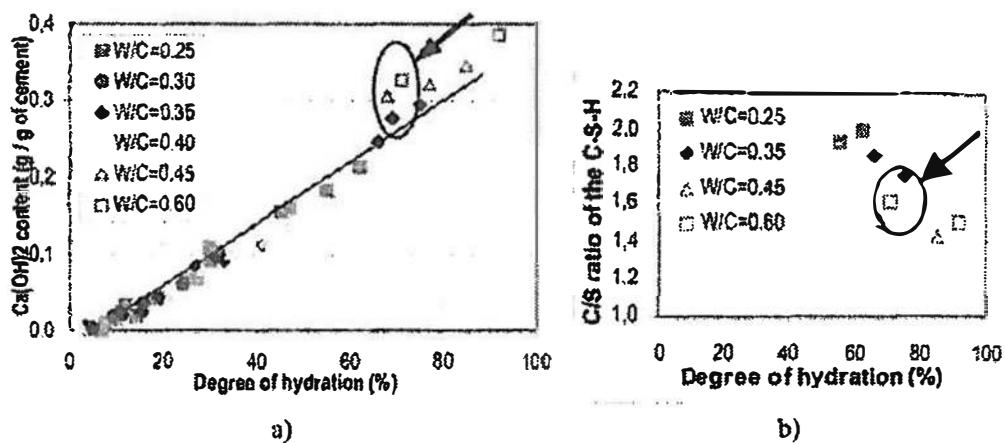 0,4
0,3
0,2
0,1
0,0
Ca(OH)2 content (g / g of cement)
W/C=0.25
W/C=0.30
W/C=0.35
W/C=0.40
W/C=0.45
W/C=0.60
0 20 40 60 80 100
Degree of hydration (%)
a)
2,2
2,0
1,8
1,6
1,4
1,2
1,0
C/S ratio of the C-S-H
W/C=0.25
W/C=0.35
W/C=0.45
W/C=0.60
0 20 40 60 80 100
Degree of hydration (%)
b)